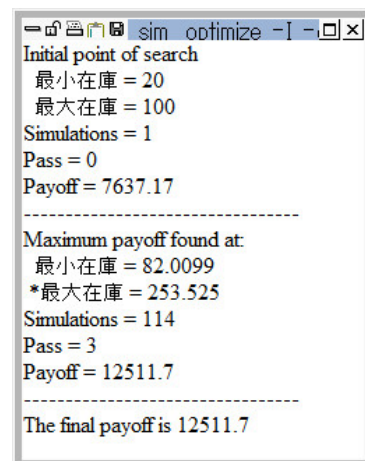 sim optimize -I -
Initial point of search
最小在庫 = 20
最大在庫 = 100
Simulations = 1
Pass = 0
Payoff = 7637.17
---------------------------------
Maximum payoff found at:
最小在庫 = 82.0099
*最大在庫 = 253.525
Simulations = 114
Pass = 3
Payoff = 12511.7
---------------------------------
The final payoff is 12511.7